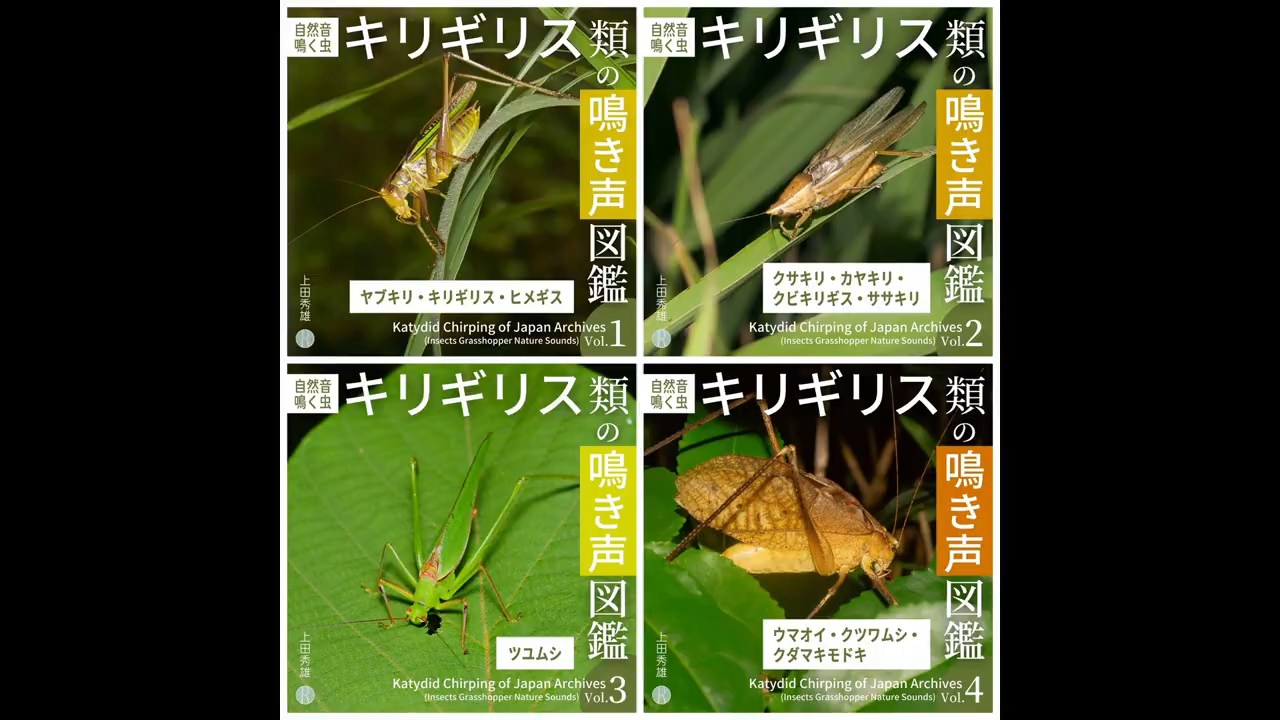 自然音
鳴く虫
キリギリス類の鳴き声図鑑
上田秀雄
ヤブキリ・キリギリス・ヒメギス
Katydid Chirping of Japan Archives
(Insects Grasshopper Nature Sounds) Vol.1
自然音
鳴く虫
キリギリス類の鳴き声図鑑
上田秀雄
クサキリ・カヤキリ・
クビキリギス・ササキリ
Katydid Chirping of Japan Archives
(Insects Grasshopper Nature Sounds) Vol.2
自然音
鳴く虫
キリギリス類の鳴き声図鑑
上田秀雄
ツユムシ
Katydid Chirping of Japan Archives
(Insects Grasshopper Nature Sounds) Vol.3
自然音
鳴く虫
キリギリス類の鳴き声図鑑
上田秀雄
ウマオイ・クツワムシ・
クダマキモドキ
Katydid Chirping of Japan Archives
(Insects Grasshopper Nature Sounds) Vol.4